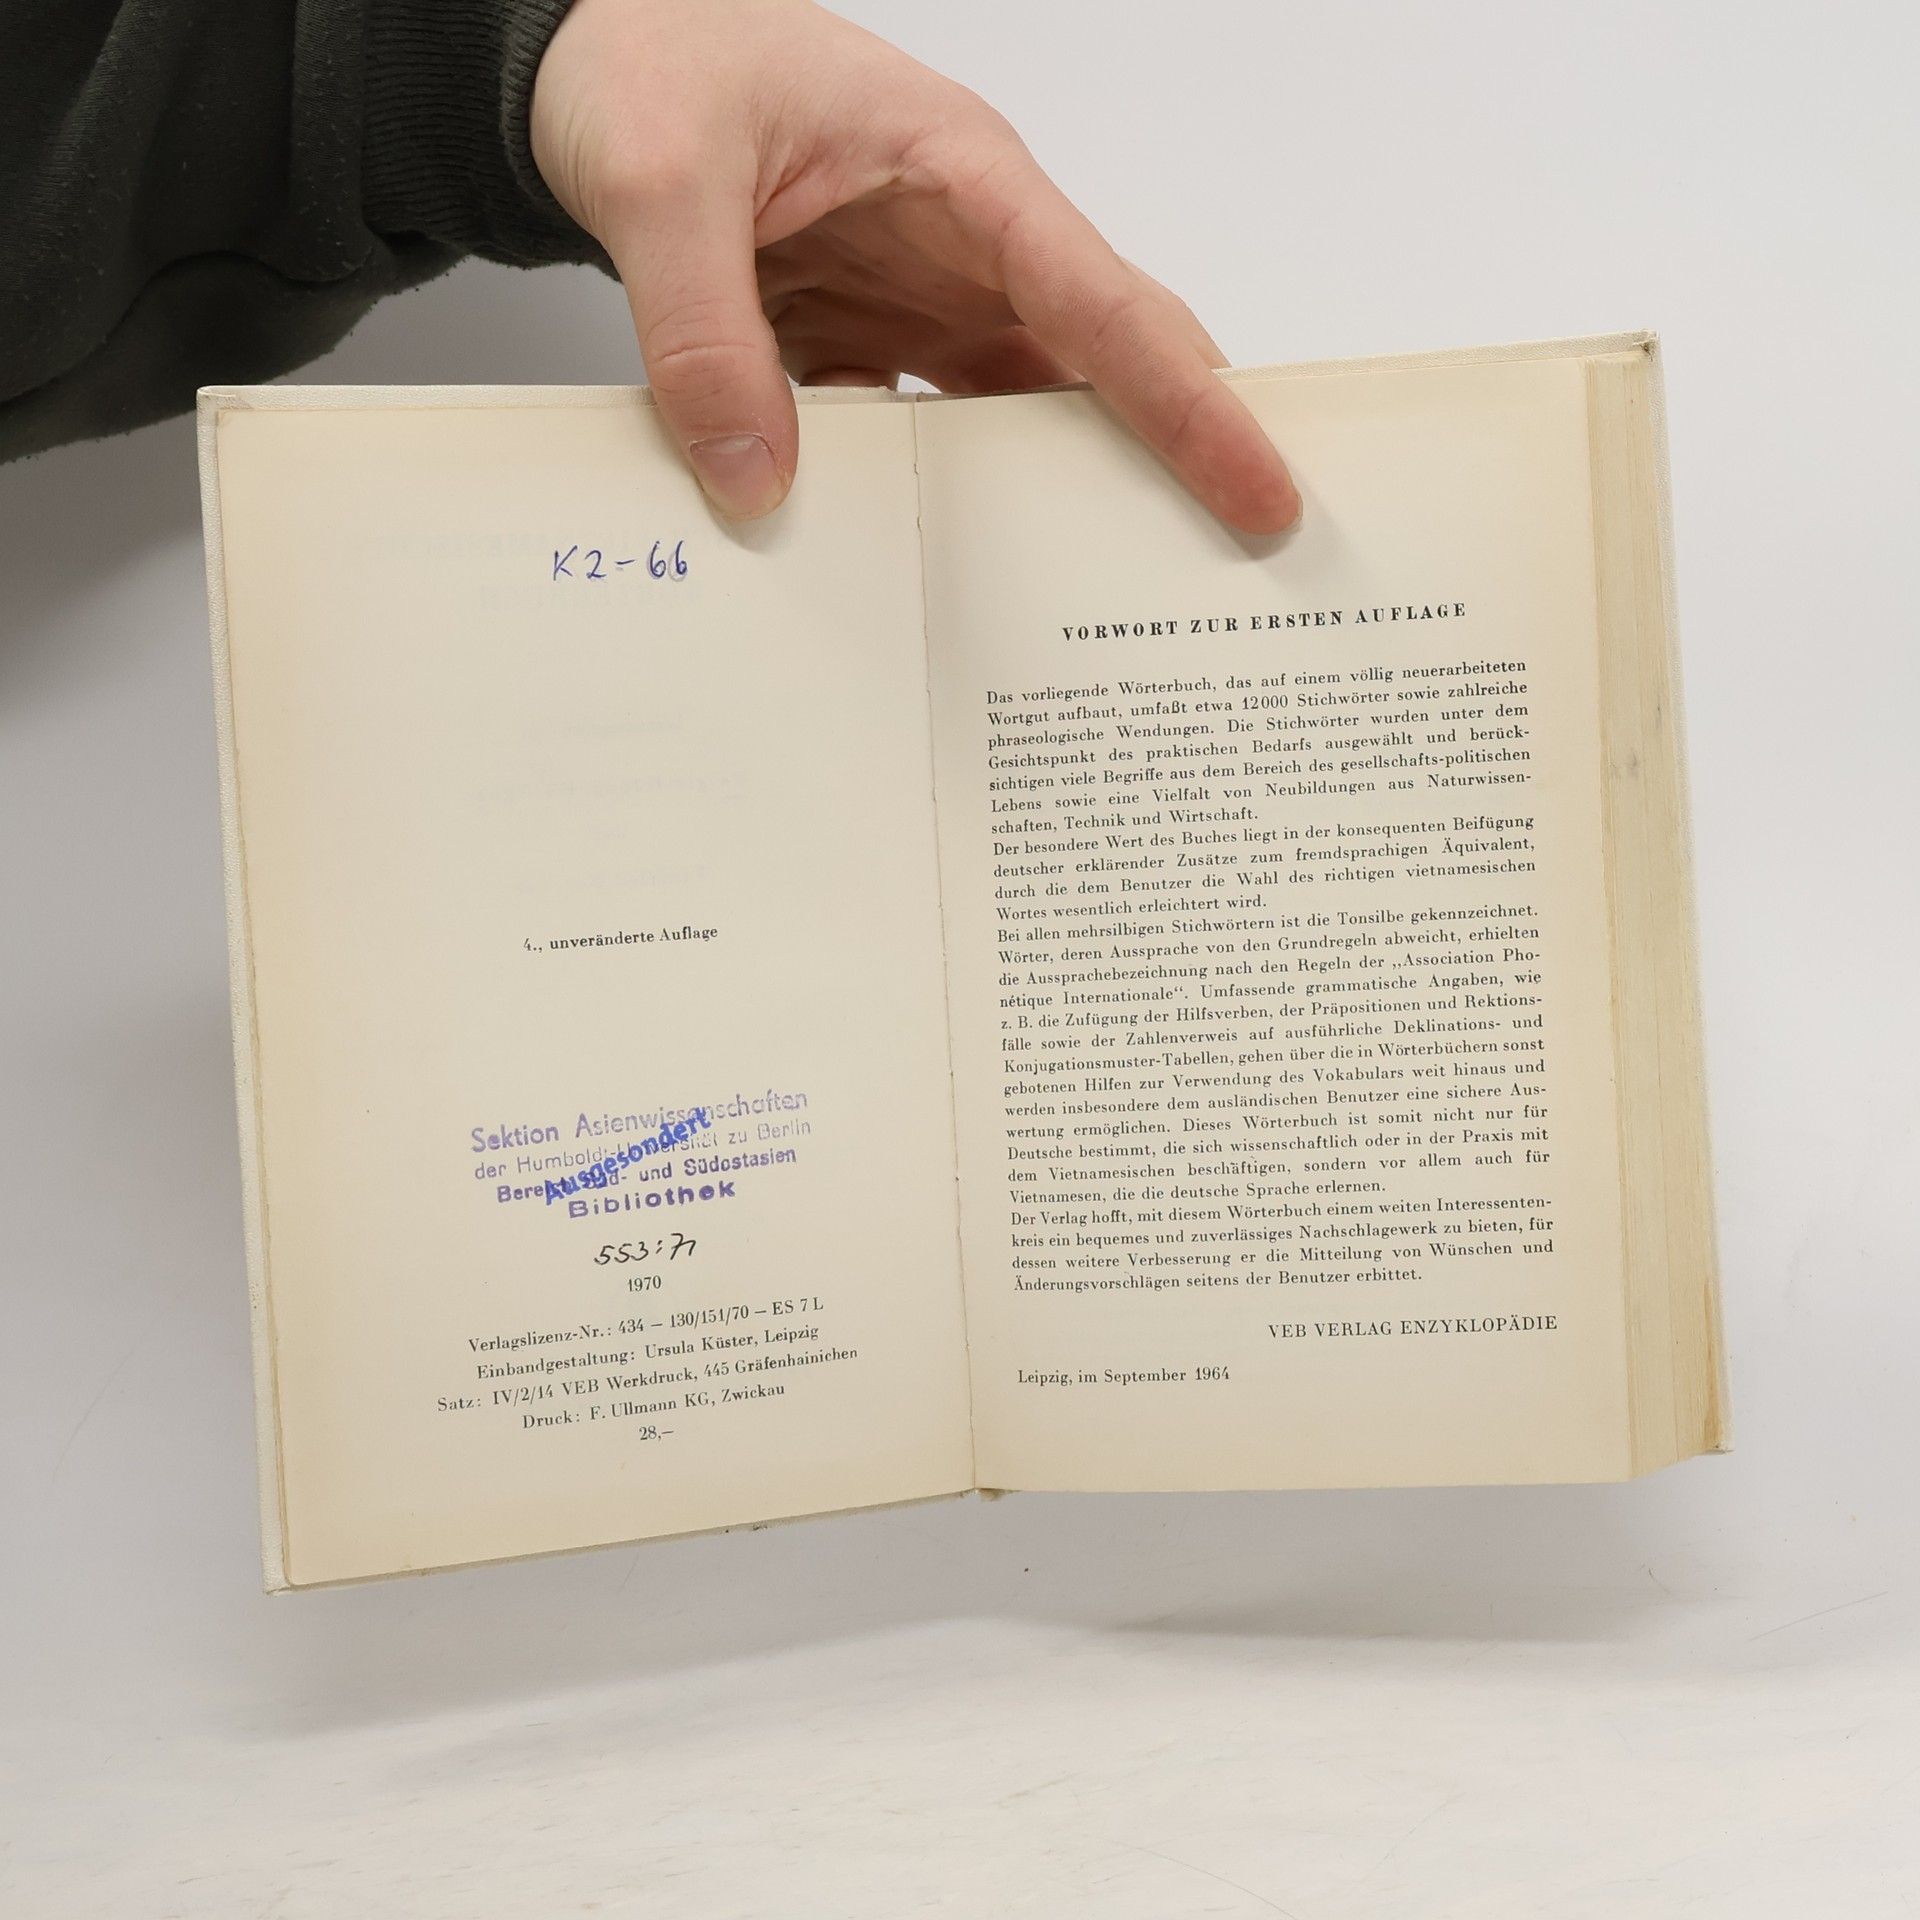 K2-66
4., unveränderte Auflage
Sektion Asienwissenschaften
der Humboldt-Universität zu Berlin
Bereich Süd- und Südostasien
Bibliothek
Ausgesondert
553:71
1970
Verlagslizenz-Nr.: 434 — 130/151/70 — ES 7 L
Einbandgestaltung: Ursula Küster, Leipzig
Satz: IV/2/14 VEB Werkdruck, 445 Gräfenhainichen
Druck: F. Ullmann KG, Zwickau
28,—
VORWORT ZUR ERSTEN AUFLAGE
Das vorliegende Wörterbuch, das auf einem völlig neuerarbeiteten
Wortgut aufbaut, umfaßt etwa 12000 Stichwörter sowie zahlreiche
phraseologische Wendungen. Die Stichwörter wurden unter dem
Gesichtspunkt des praktischen Bedarfs ausgewählt und berück-
sichtigen viele Begriffe aus dem Bereich des gesellschafts-politischen
Lebens sowie eine Vielfalt von Neubildungen aus Naturwissen-
schaften, Technik und Wirtschaft.
Der besondere Wert des Buches liegt in der konsequenten Beifügung
deutscher erklärender Zusätze zum fremdsprachigen Äquivalent,
durch die dem Benutzer die Wahl des richtigen vietnamesischen
Wortes wesentlich erleichtert wird.
Bei allen mehrsilbigen Stichwörtern ist die Tonsilbe gekennzeichnet.
Wörter, deren Aussprache von den Grundregeln abweicht, erhielten
die Aussprachebezeichnung nach den Regeln der „Association Pho-
nétique Internationale“. Umfassende grammatische Angaben, wie
z. B. die Zufügung der Hilfsverben, der Präpositionen und Rektions-
fälle sowie der Zahlenverweis auf ausführliche Deklinations- und
Konjugationsmuster-Tabellen, gehen über die in Wörterbüchern sonst
gebotenen Hilfen zur Verwendung des Vokabulars weit hinaus und
werden insbesondere dem ausländischen Benutzer eine sichere Aus-
wertung ermöglichen. Dieses Wörterbuch ist somit nicht nur für
Deutsche bestimmt, die sich wissenschaftlich oder in der Praxis mit
dem Vietnamesischen beschäftigen, sondern vor allem auch für
Vietnamesen, die die deutsche Sprache erlernen.
Der Verlag hofft, mit diesem Wörterbuch einem weiten Interessenten-
kreis ein bequemes und zuverlässiges Nachschlagewerk zu bieten, für
dessen weitere Verbesserung er die Mitteilung von Wünschen und
Änderungsvorschlägen seitens der Benutzer erbittet.
VEB VERLAG ENZYKLOPÄDIE
Leipzig, im September 1964